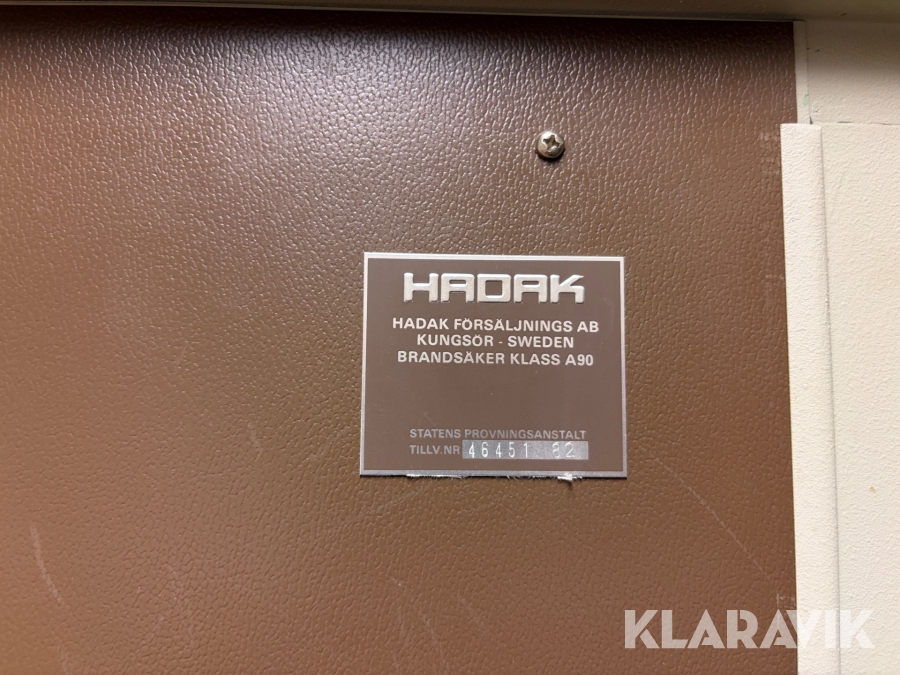 HADAK
HADAK FÖRSÄLJNINGS AB
KUNGSÖR - SWEDEN
BRANDSÄKER KLASS A90
STATENS PROVNINGSANSTALT
TILLV.NR 46451 82
KLARAVIK